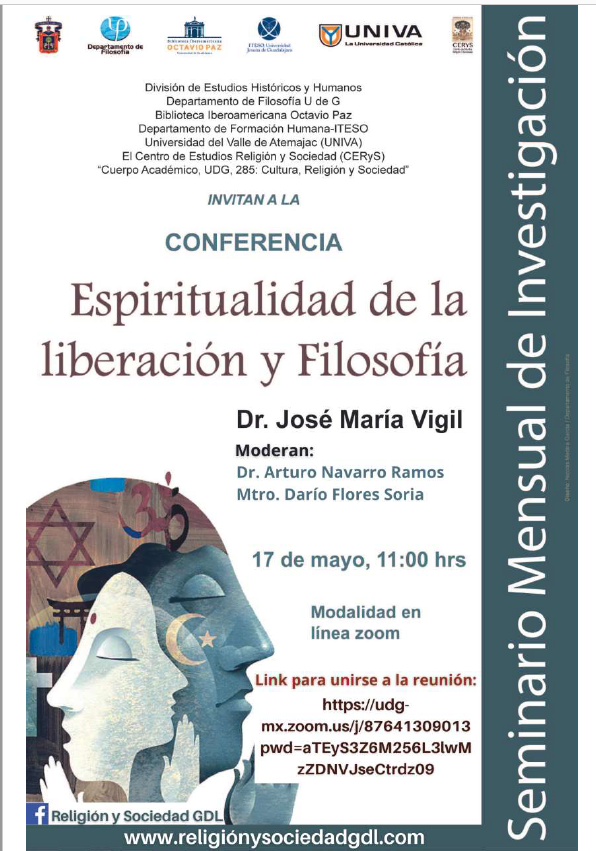 Departamento de
Filosofía
OCTAVIO PAZ
ITESO Universidad
Jesuita de Guadalajara
UNIVA
La Universidad Católica
CERYS
División de Estudios Históricos y Humanos
Departamento de Filosofía U de G
Biblioteca Iberoamericana Octavio Paz
Departamento de Formación Humana-ITESO
Universidad del Valle de Atemajac (UNIVA)
El Centro de Estudios Religión y Sociedad (CERyS)
“Cuerpo Académico, UDG, 285: Cultura, Religión y Sociedad”
INVITAN A LA
CONFERENCIA
Espiritualidad de la
liberación y Filosofía
Dr. José María Vigil
Moderan:
Dr. Arturo Navarro Ramos
Mtro. Darío Flores Soria
17 de mayo, 11:00 hrs
Modalidad en
línea zoom
Link para unirse a la reunión:
https://udg-
mx.zoom.us/j/87641309013
pwd=aTEyS3Z6M256L3lwM
zZDNVJseCtrdz09
Religión y Sociedad GDL
www.religiónysociedadgdl.com
Seminario Mensual de Investigación